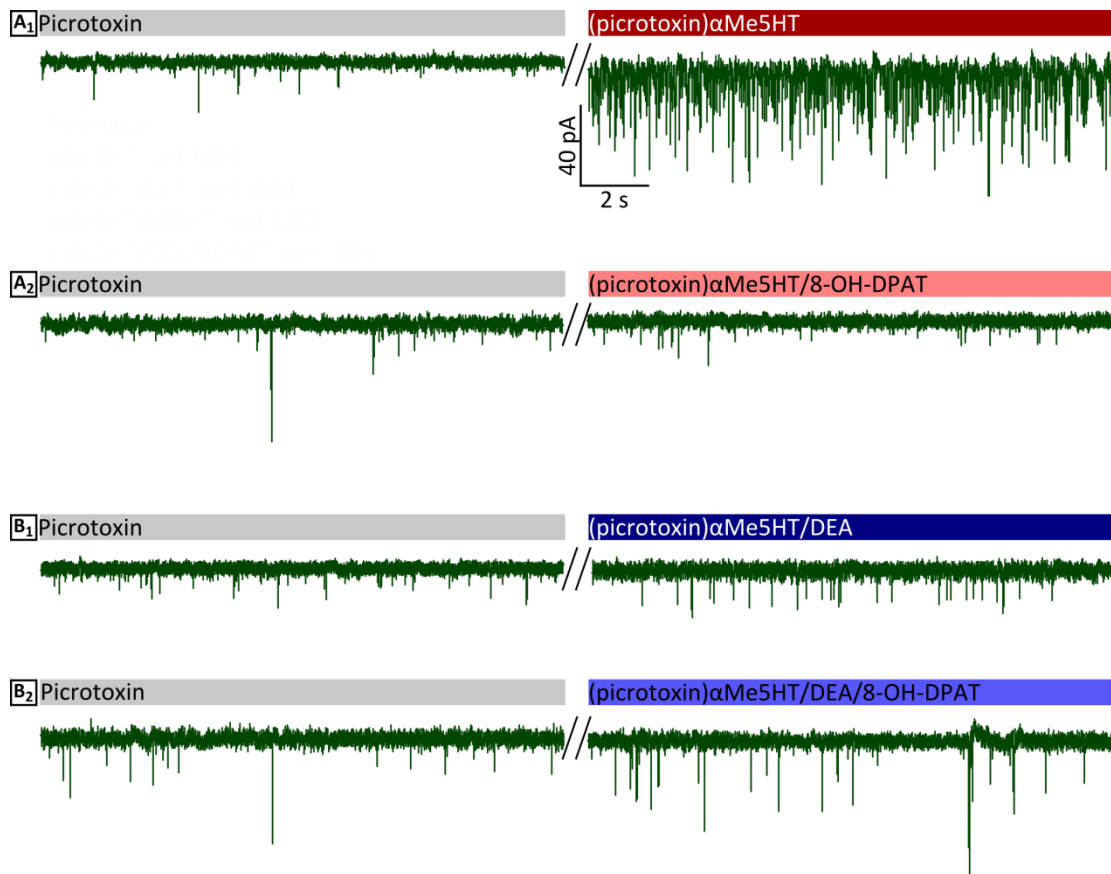 A1 Picrotoxin (picrotoxin)αMe5HT
40 pA
2 s
A2 Picrotoxin (picrotoxin)αMe5HT/8-OH-DPAT
B1 Picrotoxin (picrotoxin)αMe5HT/DEA
B2 Picrotoxin (picrotoxin)αMe5HT/DEA/8-OH-DPAT